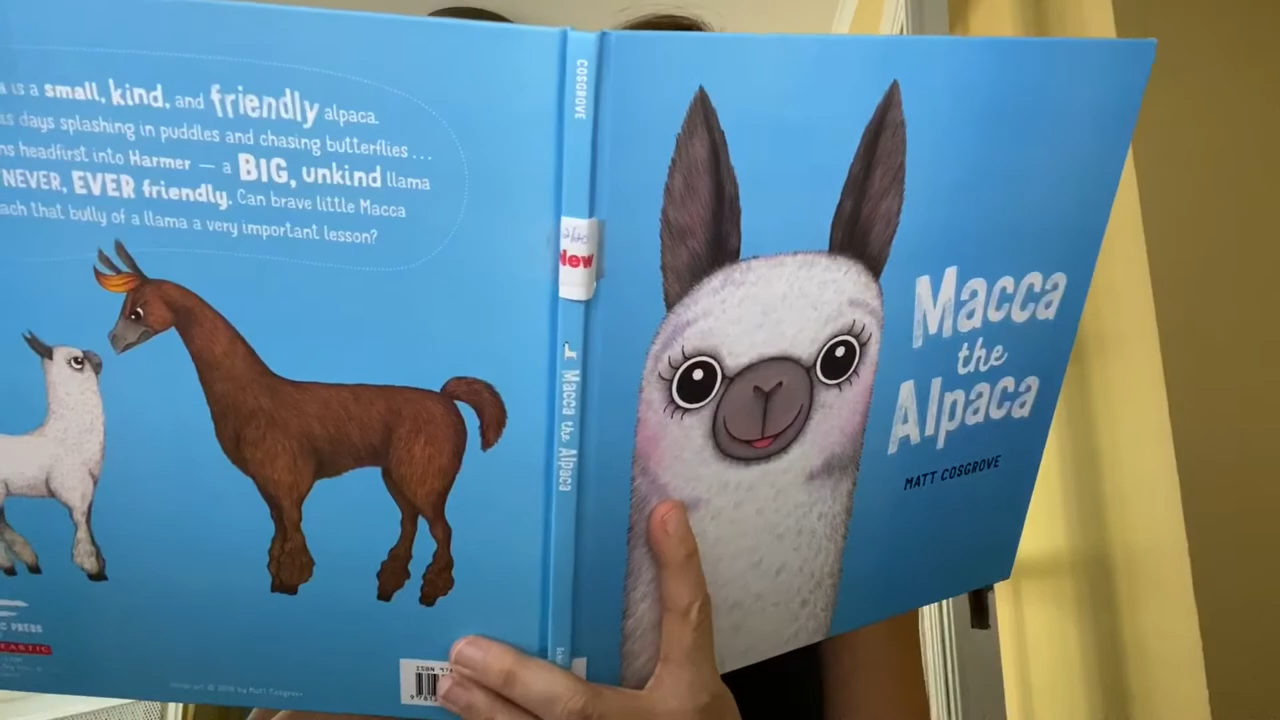 is a small, kind, and friendly alpaca.
days splashing in puddles and chasing butterflies ...
headfirst into Harmer — a BIG, unkind llama
NEVER, EVER friendly. Can brave little Macca
that bully of a llama a very important lesson?
COSGROVE
New
Macca the Alpaca
Macca
the
Alpaca
MATT COSGROVE
PRESS
ISBN